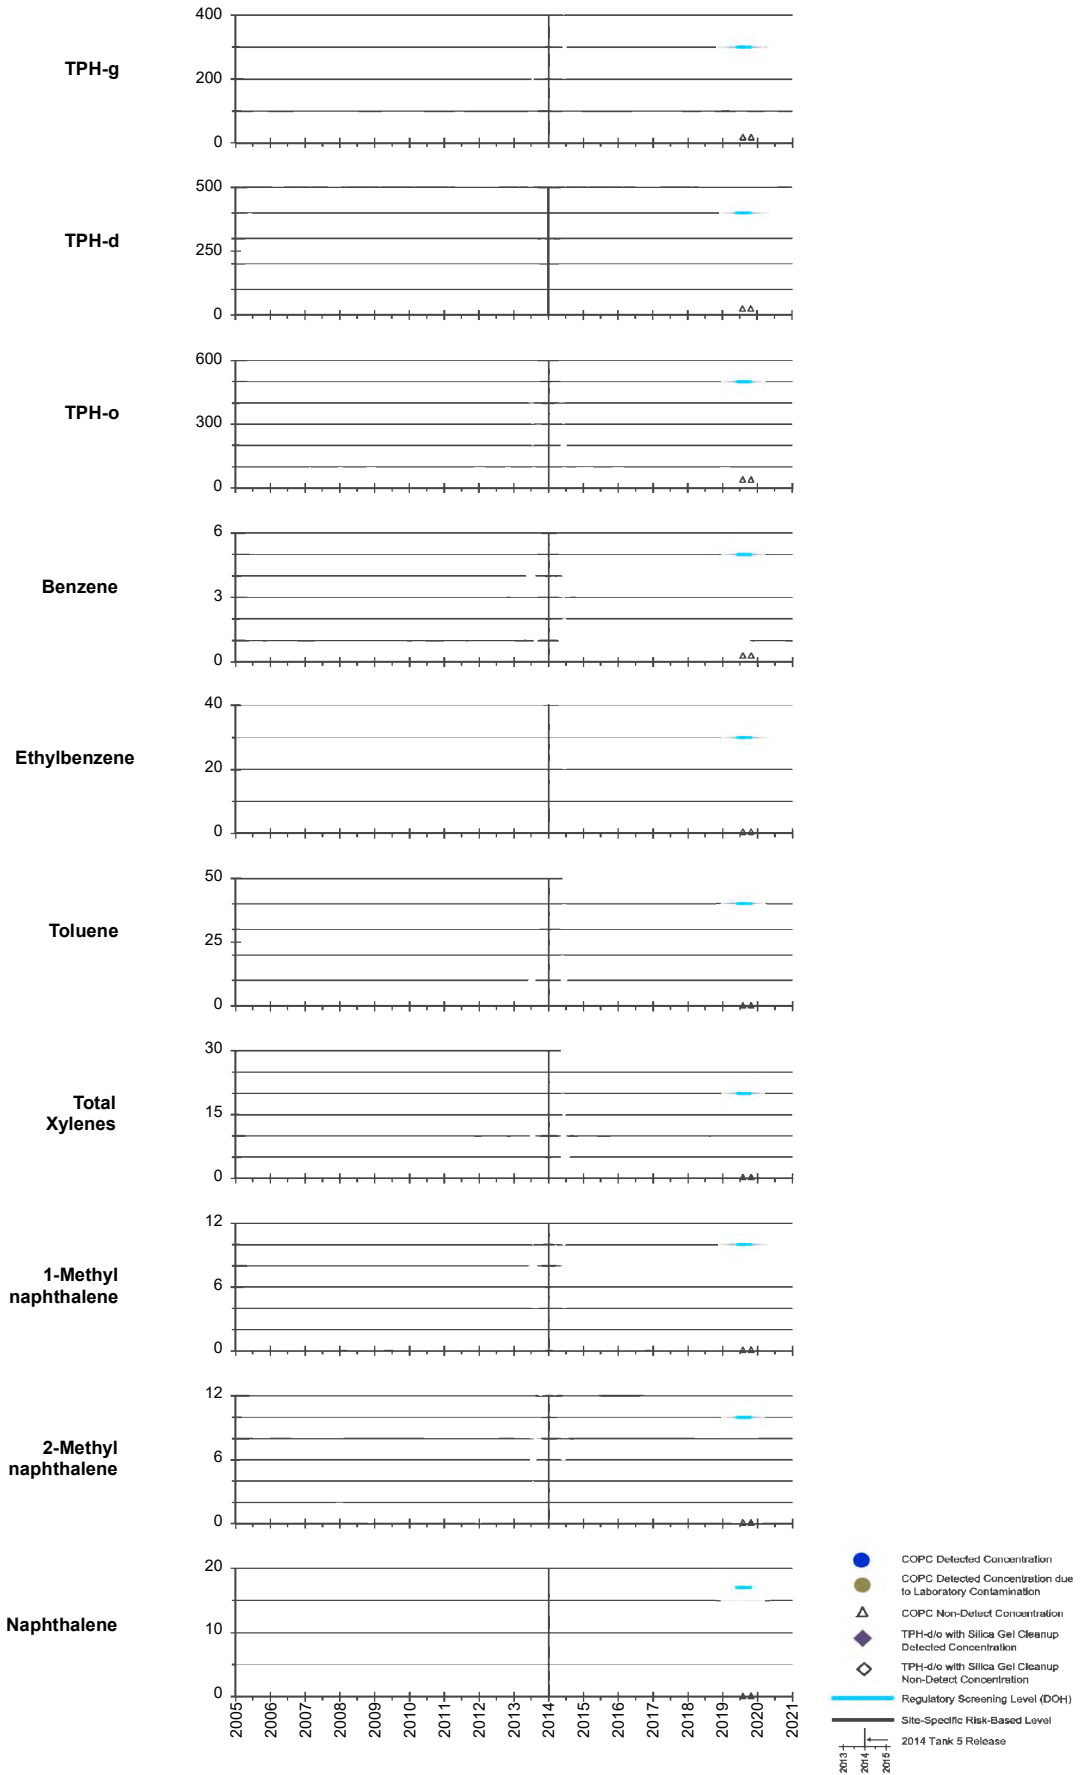 400
TPH-g
200
0
500
TPH-d
250
0
600
TPH-o
300
0
6
Benzene
3
0
40
Ethylbenzene
20
0
50
Toluene
25
0
30
Total
Xylenes
15
0
12
1-Methyl
naphthalene
6
0
12
2-Methyl
naphthalene
6
0
20
Naphthalene
10
0
2005 2006 2007 2008 2009 2010 2011 2012 2013 2014 2015 2016 2017 2018 2019 2020 2021
COPC Detected Concentration
COPC Detected Concentration due
to Laboratory Contamination
COPC Non-Detect Concentration
TPH-d/o with Silica Gel Cleanup
Detected Concentration
TPH-d/o with Silica Gel Cleanup
Non-Detect Concentration
Regulatory Screening Level (DOH)
Site-Specific Risk-Based Level
2014 Tank 5 Release
2013 2014 2015